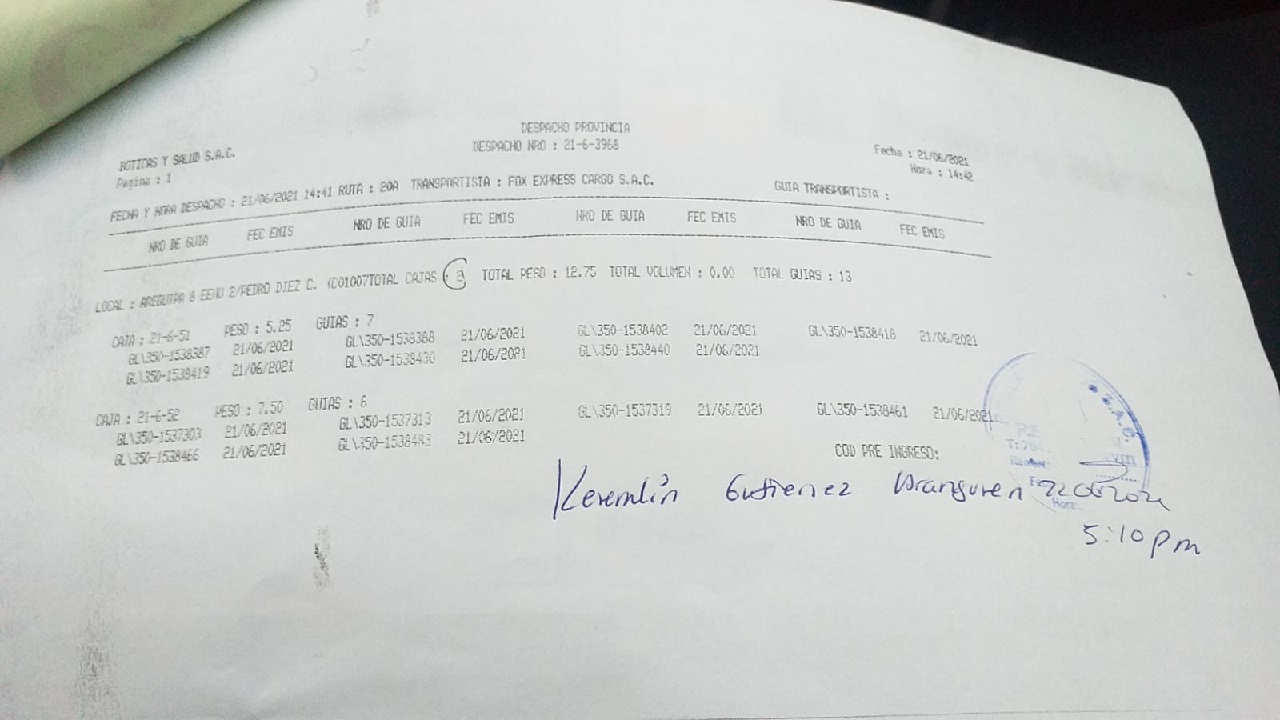 DESPACHO PROVINCIA
BOTICAS Y SALUD S.A.C. DESPACHO NRO : 21-6-3968 Fecha : 21/06/2021
Pagina : 1 Hora : 14:42
FECHA Y HORA DESPACHO : 21/06/2021 14:41 RUTA : 20A TRANSPORTISTA : FOX EXPRESS CARGO S.A.C. GUIA TRANSPORTISTA :
NRO DE GUIA FEC EMIS NRO DE GUIA FEC EMIS NRO DE GUIA FEC EMIS NRO DE GUIA FEC EMIS
LOCAL : AREQUIPA 8 EENU 2/PEDRO DIEZ C. (C01007TOTAL CAJAS : TOTAL PESO : 12.75 TOTAL VOLUMEN : 0.00 TOTAL GUIAS : 13
CAJA : 21-6-51 PESO : 5.25 GUIAS : 7
GL\350-1538387 21/06/2021 GL\350-1538388 21/06/2021 GL\350-1538402 21/06/2021 GL\350-1538418 21/06/2021
GL\350-1538419 21/06/2021 GL\350-1538430 21/06/2021 GL\350-1538440 21/06/2021
CAJA : 21-6-52 PESO : 7.50 GUIAS : 6
GL\350-1537303 21/06/2021 GL\350-1537313 21/06/2021 GL\350-1537319 21/06/2021 GL\350-1538461 21/06/2021
GL\350-1538466 21/06/2021 GL\350-1538483 21/06/2021
COD PRE INGRESO:
Keremlin Gutierrez Aranguren 22062021
5:10pm